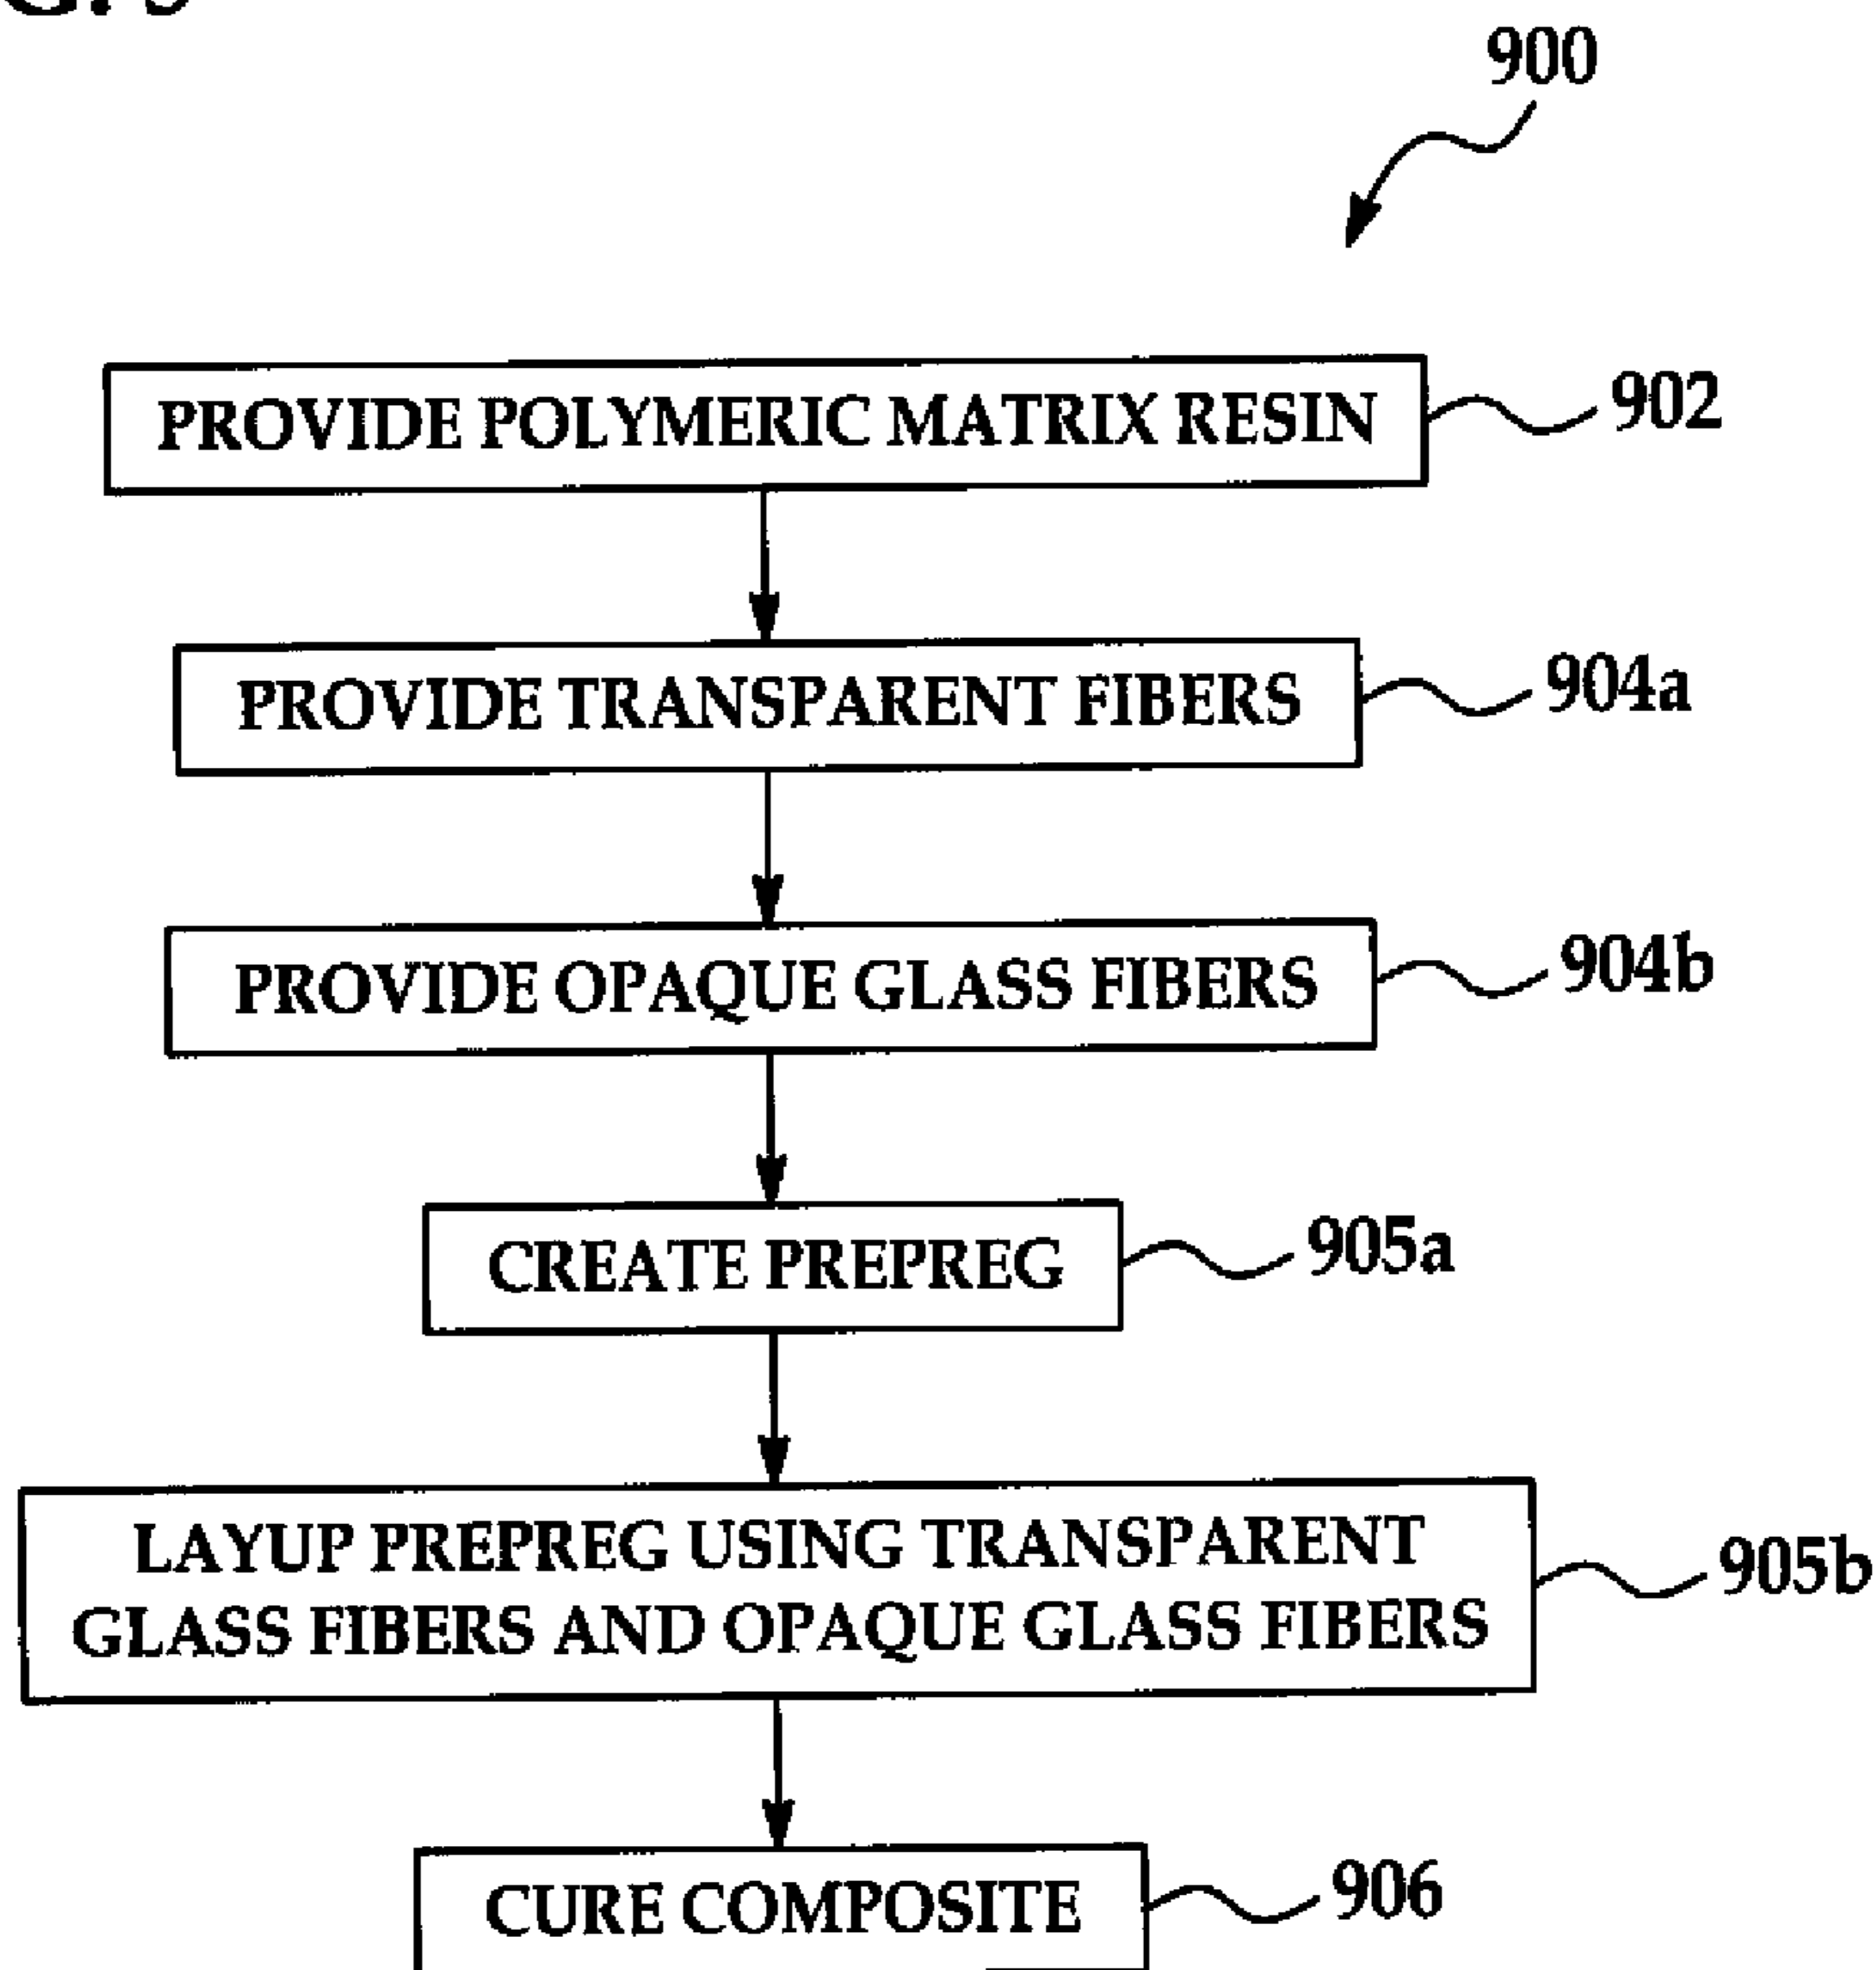 900
PROVIDE POLYMERIC MATRIX RESIN
902
PROVIDE TRANSPARENT FIBERS
904a
PROVIDE OPAQUE GLASS FIBERS
904b
CREATE PREPREG
905a
LAYUP PREPREG USING TRANSPARENT
GLASS FIBERS AND OPAQUE GLASS FIBERS
905b
CURE COMPOSITE
906